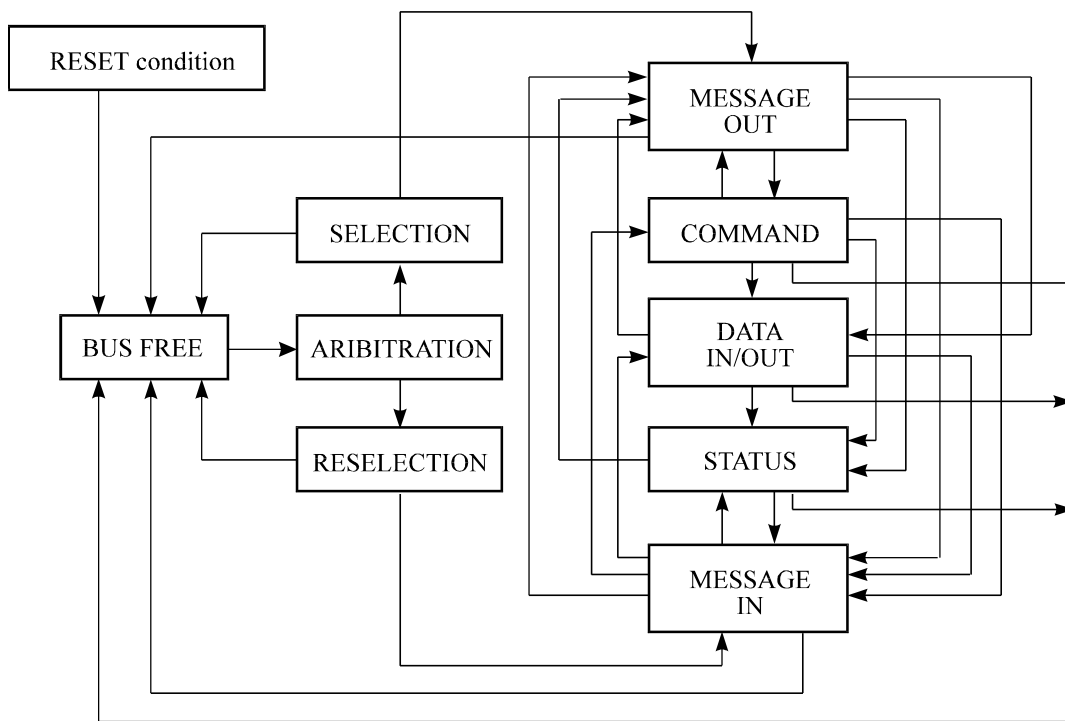 RESET condition
MESSAGE
OUT
SELECTION
COMMAND
BUS FREE
ARIBITRATION
DATA
IN/OUT
RESELECTION
STATUS
MESSAGE
IN